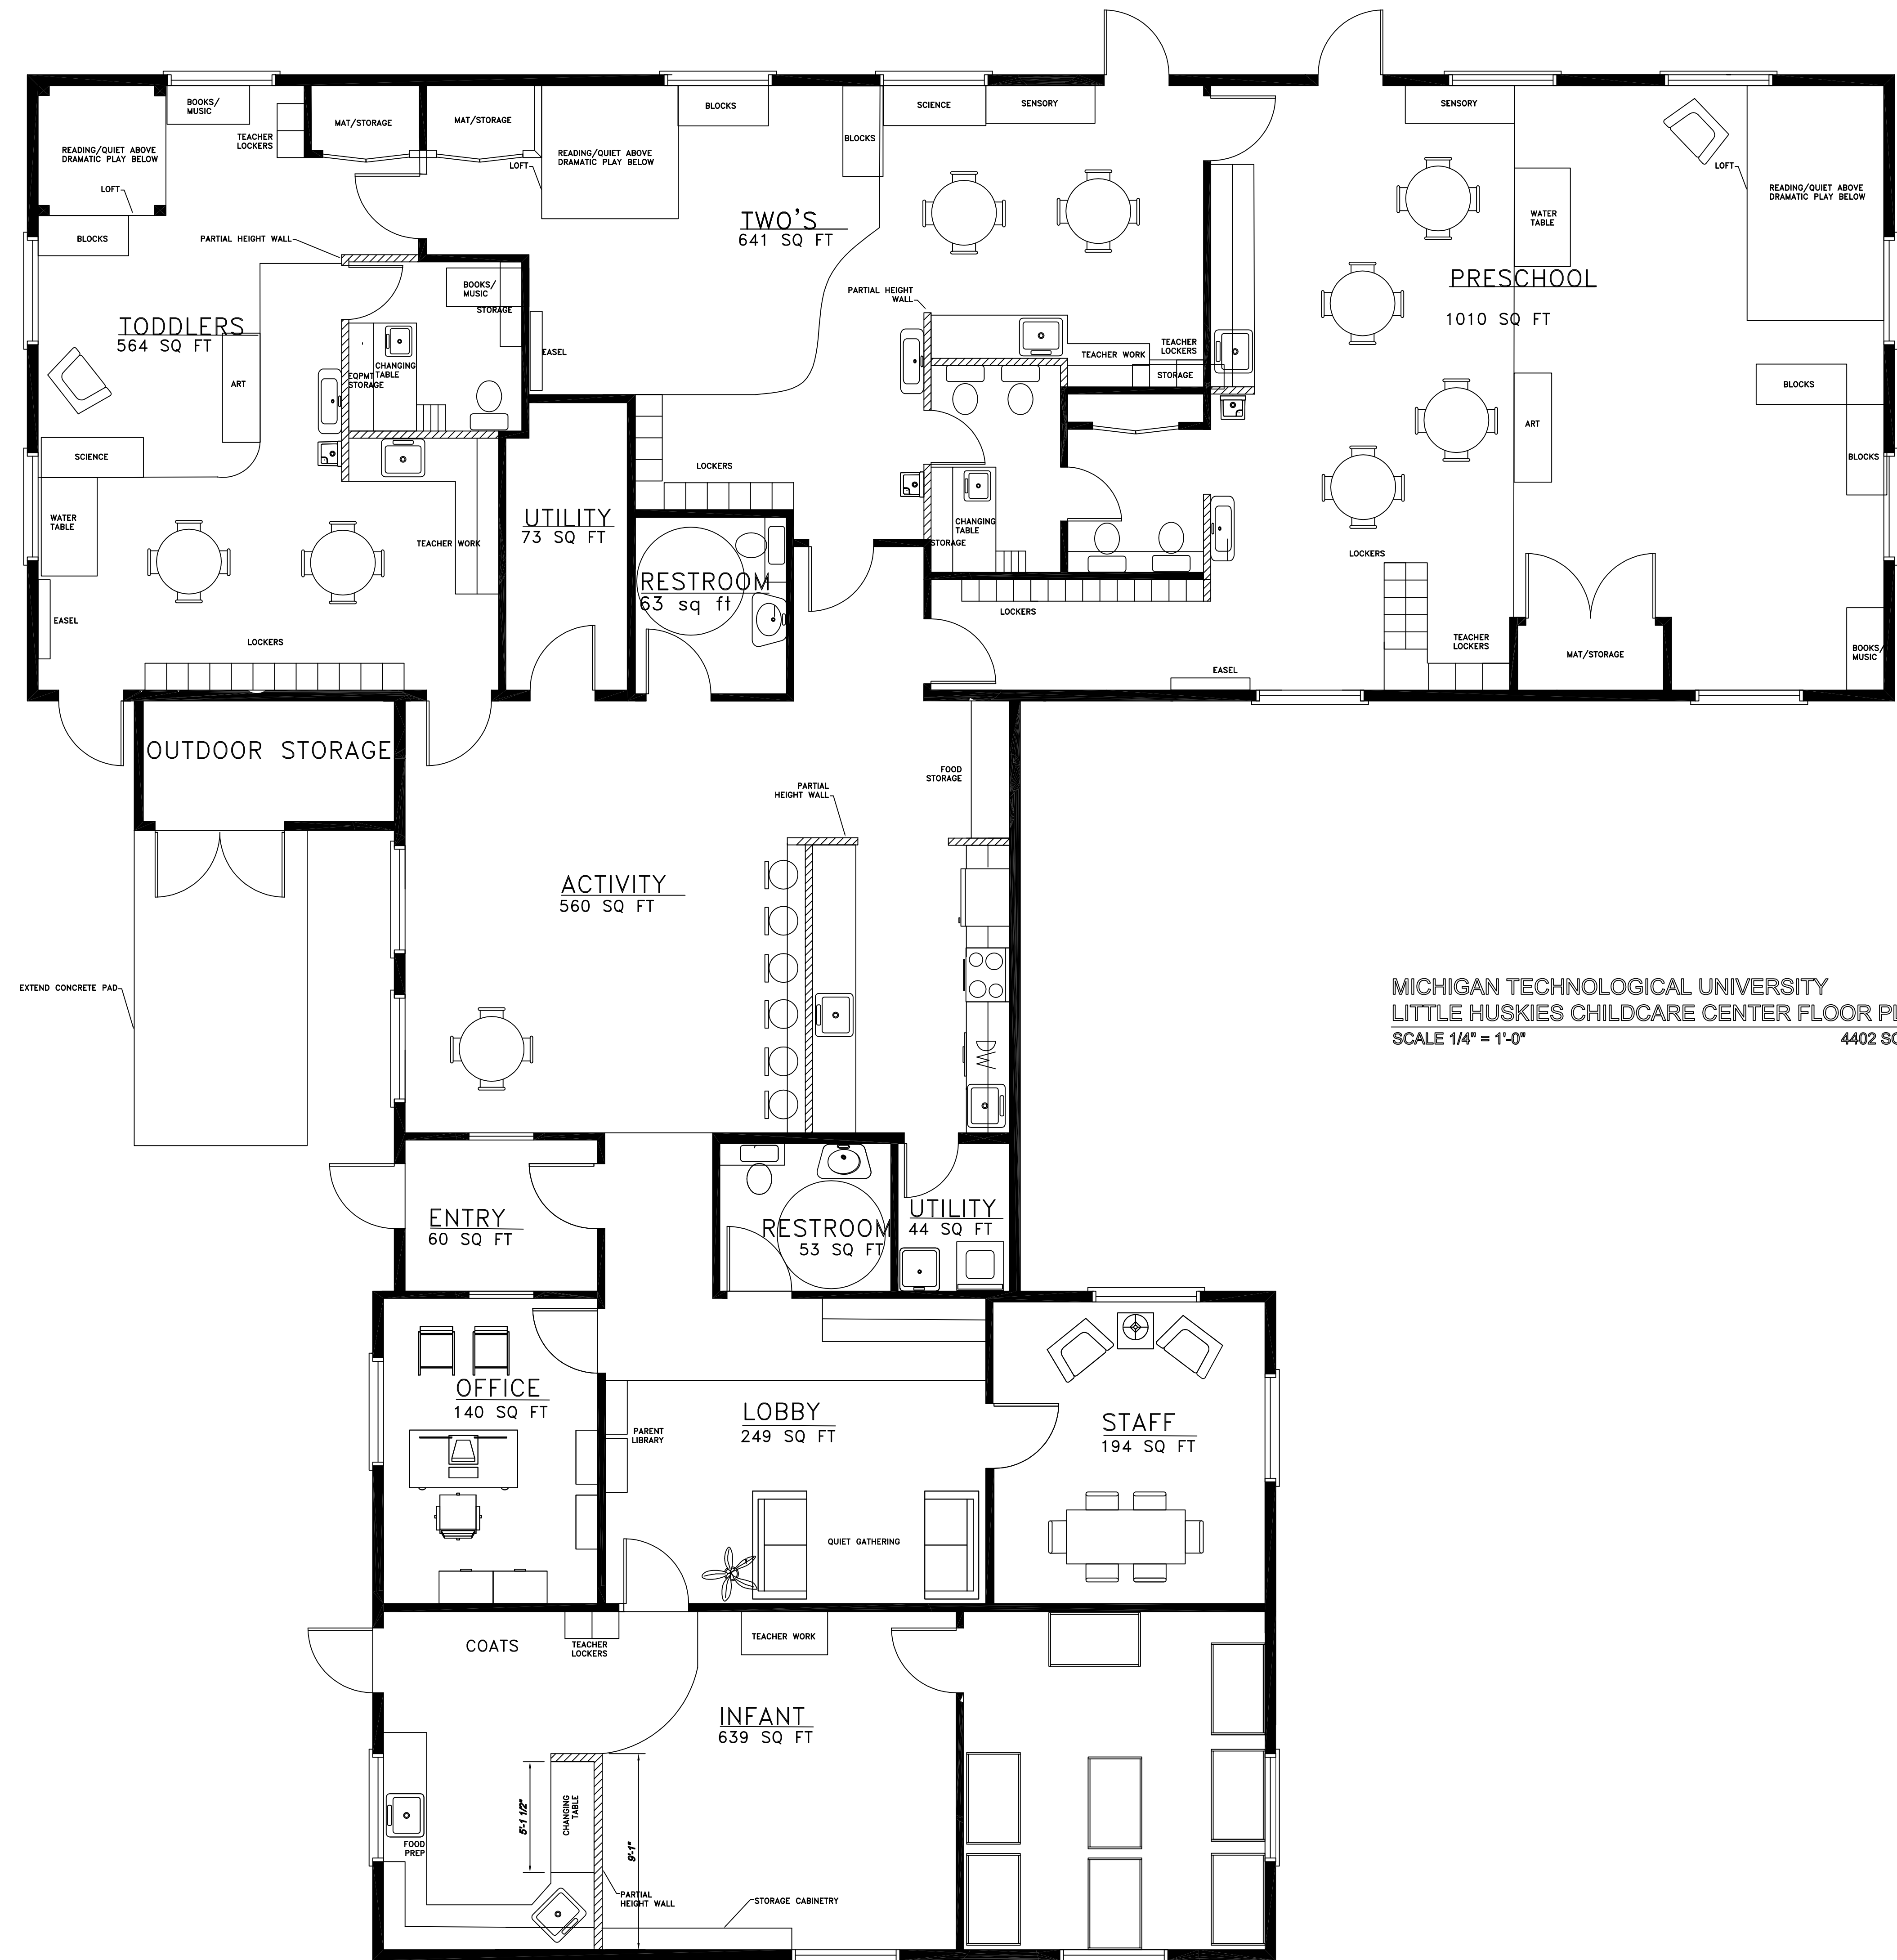 BOOKS/
MUSIC
READING/QUIET ABOVE
DRAMATIC PLAY BELOW
LOFT
TEACHER
LOCKERS
MAT/STORAGE
MAT/STORAGE
LOFT
READING/QUIET ABOVE
DRAMATIC PLAY BELOW
BLOCKS
BLOCKS
SCIENCE
SENSORY
SENSORY
LOFT
READING/QUIET ABOVE
DRAMATIC PLAY BELOW
BLOCKS
PARTIAL HEIGHT WALL
TWO'S
641 SQ FT
WATER
TABLE
PRESCHOOL
1010 SQ FT
TODDLERS
564 SQ FT
BOOKS/
MUSIC
STORAGE
EASEL
PARTIAL HEIGHT
WALL
ART
EQPMT
STORAGE
CHANGING
TABLE
TEACHER WORK
TEACHER
LOCKERS
STORAGE
BLOCKS
BLOCKS
ART
SCIENCE
WATER
TABLE
TEACHER WORK
LOCKERS
UTILITY
73 SQ FT
RESTROOM
63 sq ft
CHANGING
TABLE
STORAGE
LOCKERS
LOCKERS
EASEL
LOCKERS
TEACHER
LOCKERS
MAT/STORAGE
BOOKS/
MUSIC
EASEL
OUTDOOR STORAGE
FOOD
STORAGE
PARTIAL
HEIGHT WALL
ACTIVITY
560 SQ FT
EXTEND CONCRETE PAD
MICHIGAN TECHNOLOGICAL UNIVERSITY
LITTLE HUSKIES CHILDCARE CENTER FLOOR
SCALE 1/4" = 1'-0"
4402
DW
ENTRY
60 SQ FT
RESTROOM
53 SQ FT
UTILITY
44 SQ FT
OFFICE
140 SQ FT
PARENT
LIBRARY
LOBBY
249 SQ FT
STAFF
194 SQ FT
QUIET GATHERING
COATS
TEACHER
LOCKERS
TEACHER WORK
INFANT
639 SQ FT
5'-1 1/2"
CHANGING
TABLE
9'-1"
FOOD
PREP
PARTIAL
HEIGHT WALL
STORAGE CABINETRY